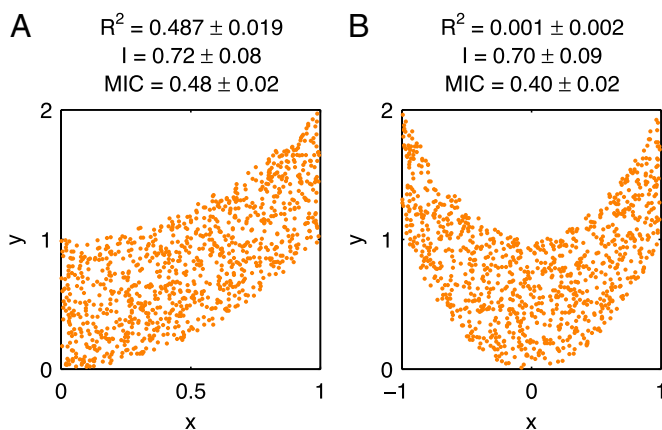 A
R² = 0.487 ± 0.019
I = 0.72 ± 0.08
MIC = 0.48 ± 0.02
2
1
0
y
0
0.5
1
x
B
R² = 0.001 ± 0.002
I = 0.70 ± 0.09
MIC = 0.40 ± 0.02
2
1
0
y
−1
0
1
x